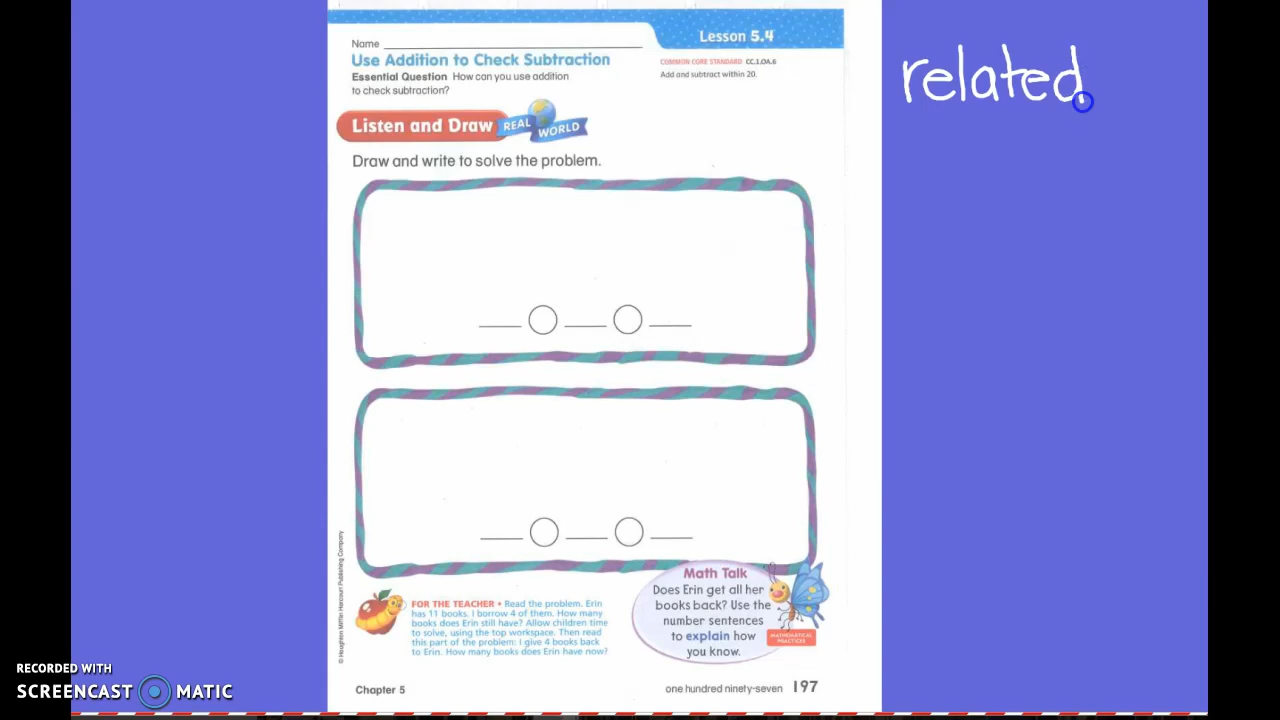 Lesson 5.4
Name
Use Addition to Check Subtraction
Essential Question How can you use addition
to check subtraction?
COMMON CORE STANDARD CC.1.OA.6
Add and subtract within 20.
related
Listen and Draw REAL WORLD
Draw and write to solve the problem.
© Houghton Mifflin Harcourt Publishing Company
FOR THE TEACHER • Read the problem. Erin
has 11 books. I borrow 4 of them. How many
books does Erin still have? Allow children time
to solve, using the top workspace. Then read
this part of the problem: I give 4 books back
to Erin. How many books does Erin have now?
Math Talk
Does Erin get all her
books back? Use the
number sentences
to explain how
you know.
MATHEMATICAL
PRACTICES
Chapter 5
one hundred ninety-seven 197
RECORDED WITH
SCREENCAST MATIC